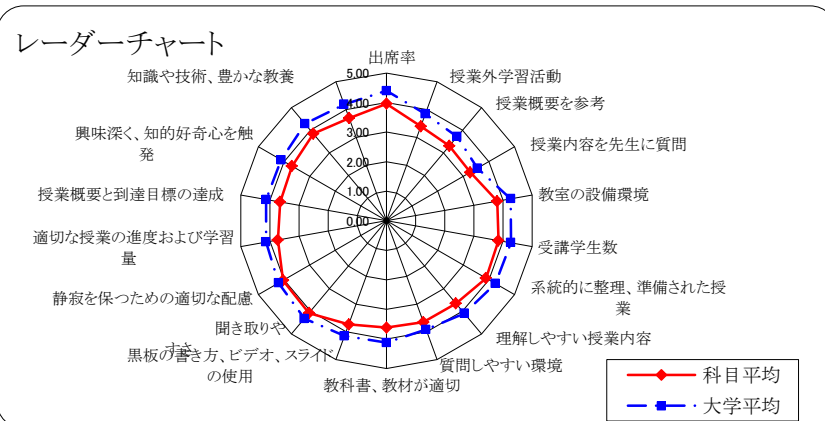 レーダーチャート
出席率
授業外学習活動
授業概要を参考
授業内容を先生に質問
教室の設備環境
受講学生数
系統的に整理、準備された授
業
理解しやすい授業内容
質問しやすい環境
教科書、教材が適切
黒板の書き方、ビデオ、スライド
の使用
聞き取りや
すさ
静寂を保つための適切な配慮
適切な授業の進度および学習
量
授業概要と到達目標の達成
興味深く、知的好奇心を触
発
知識や技術、豊かな教養
5.00
4.00
3.00
2.00
1.00
0.00
科目平均
大学平均